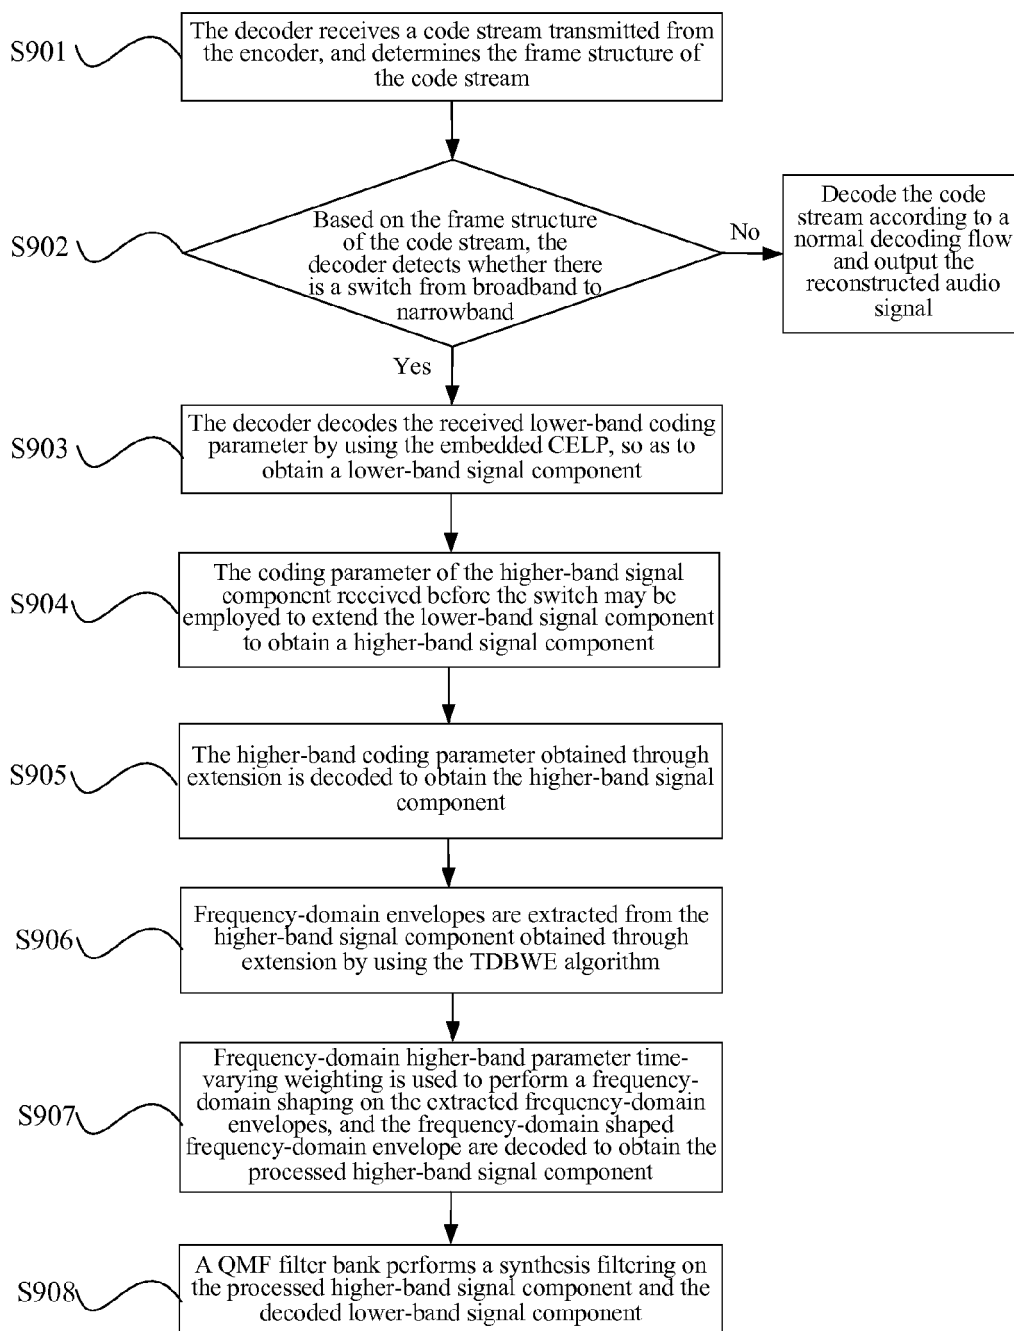 S901
The decoder receives a code stream transmitted from
the encoder, and determines the frame structure of
the code stream
S902
Based on the frame structure
of the code stream, the
decoder detects whether there
is a switch from broadband to
narrowband
No
Decode the code
stream according to a
normal decoding flow
and output the
reconstructed audio
signal
Yes
S903
The decoder decodes the received lower-band coding
parameter by using the embedded CELP, so as to
obtain a lower-band signal component
S904
The coding parameter of the higher-band signal
component received before the switch may be
employed to extend the lower-band signal component
to obtain a higher-band signal component
S905
The higher-band coding parameter obtained through
extension is decoded to obtain the higher-band signal
component
S906
Frequency-domain envelopes are extracted from the
higher-band signal component obtained through
extension by using the TDBWE algorithm
S907
Frequency-domain higher-band parameter time-
varying weighting is used to perform a frequency-
domain shaping on the extracted frequency-domain
envelopes, and the frequency-domain shaped
frequency-domain envelope are decoded to obtain the
processed higher-band signal component
S908
A QMF filter bank performs a synthesis filtering on
the processed higher-band signal component and the
decoded lower-band signal component